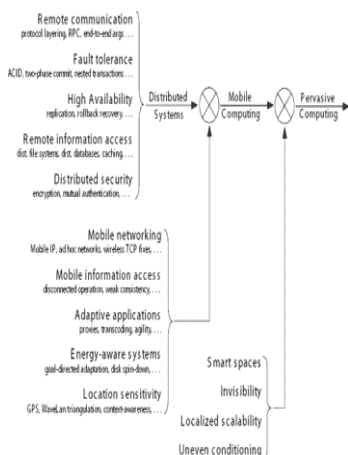 Remote communication
protocol layering, RPC, end-to-end args . . .
Fault tolerance
ACID, two-phase commit, nested transactions . . .
High Availability
replication, rollback recovery, . . .
Remote information access
dist. file systems, dist. databases, caching, . . .
Distributed security
encryption, mutual authentication, . . .
Distributed
Systems
Mobile
Computing
Pervasive
Computing
Mobile networking
Mobile IP, ad hoc networks, wireless TCP fixes, . . .
Mobile information access
disconnected operation, weak consistency, . . .
Adaptive applications
proxies, transcoding, agility, . . .
Energy-aware systems
goal-directed adaptation, disk spin-down, . . .
Location sensitivity
GPS, WaveLan triangulation, context-awareness, . . .
Smart spaces
Invisibility
Localized scalability
Uneven conditioning